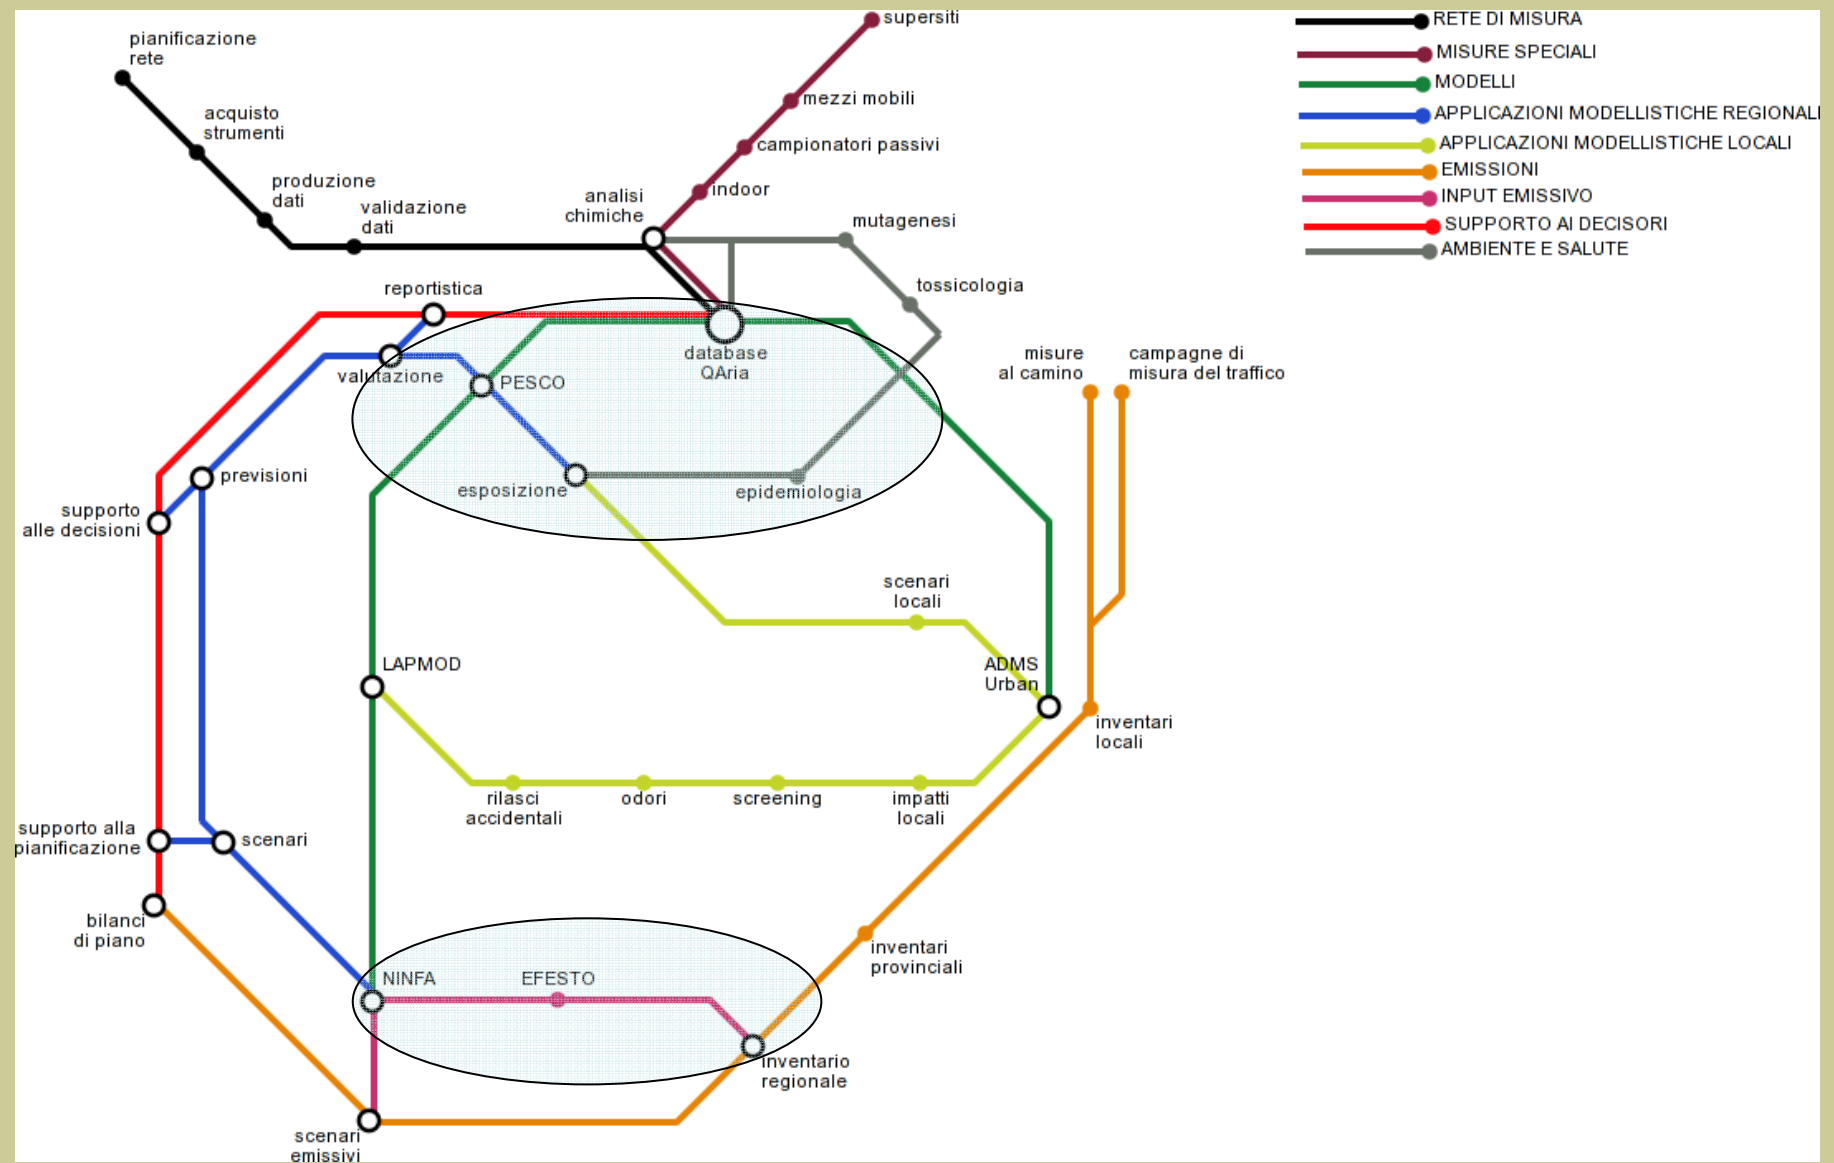 supersiti
RETE DI MISURA
pianificazione
rete
MISURE SPECIALI
MODELLI
mezzi mobili
acquisto
strumenti
APPLICAZIONI MODELLISTICHE REGIONALI
campionatori passivi
APPLICAZIONI MODELLISTICHE LOCALI
EMISSIONI
produzione
dati
indoor
analisi
chimiche
INPUT EMISSIVO
validazione
dati
mutagenesi
SUPPORTO AI DECISORI
AMBIENTE E SALUTE
reportistica
tossicologia
database
QAria
misure
al camino
campagne di
misura del traffico
valutazione
PESCO
previsioni
esposizione
epidemiologia
supporto
alle decisioni
scenari
locali
LAPMOD
ADMS
Urban
inventari
locali
rilasci
accidentali
odori
screening
impatti
locali
supporto alla
pianificazione
scenari
bilanci
di piano
inventari
provinciali
NINFA
EFESTO
inventario
regionale
scenari
emissivi